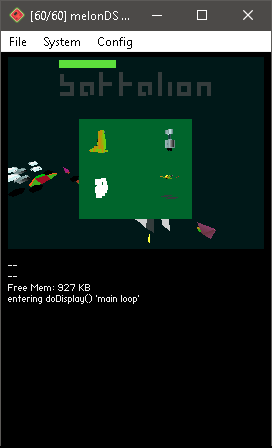 [60/60] melonDS ...
File System Config
battalion
--
--
Free Mem: 927 KB
entering doDisplay() 'main loop'